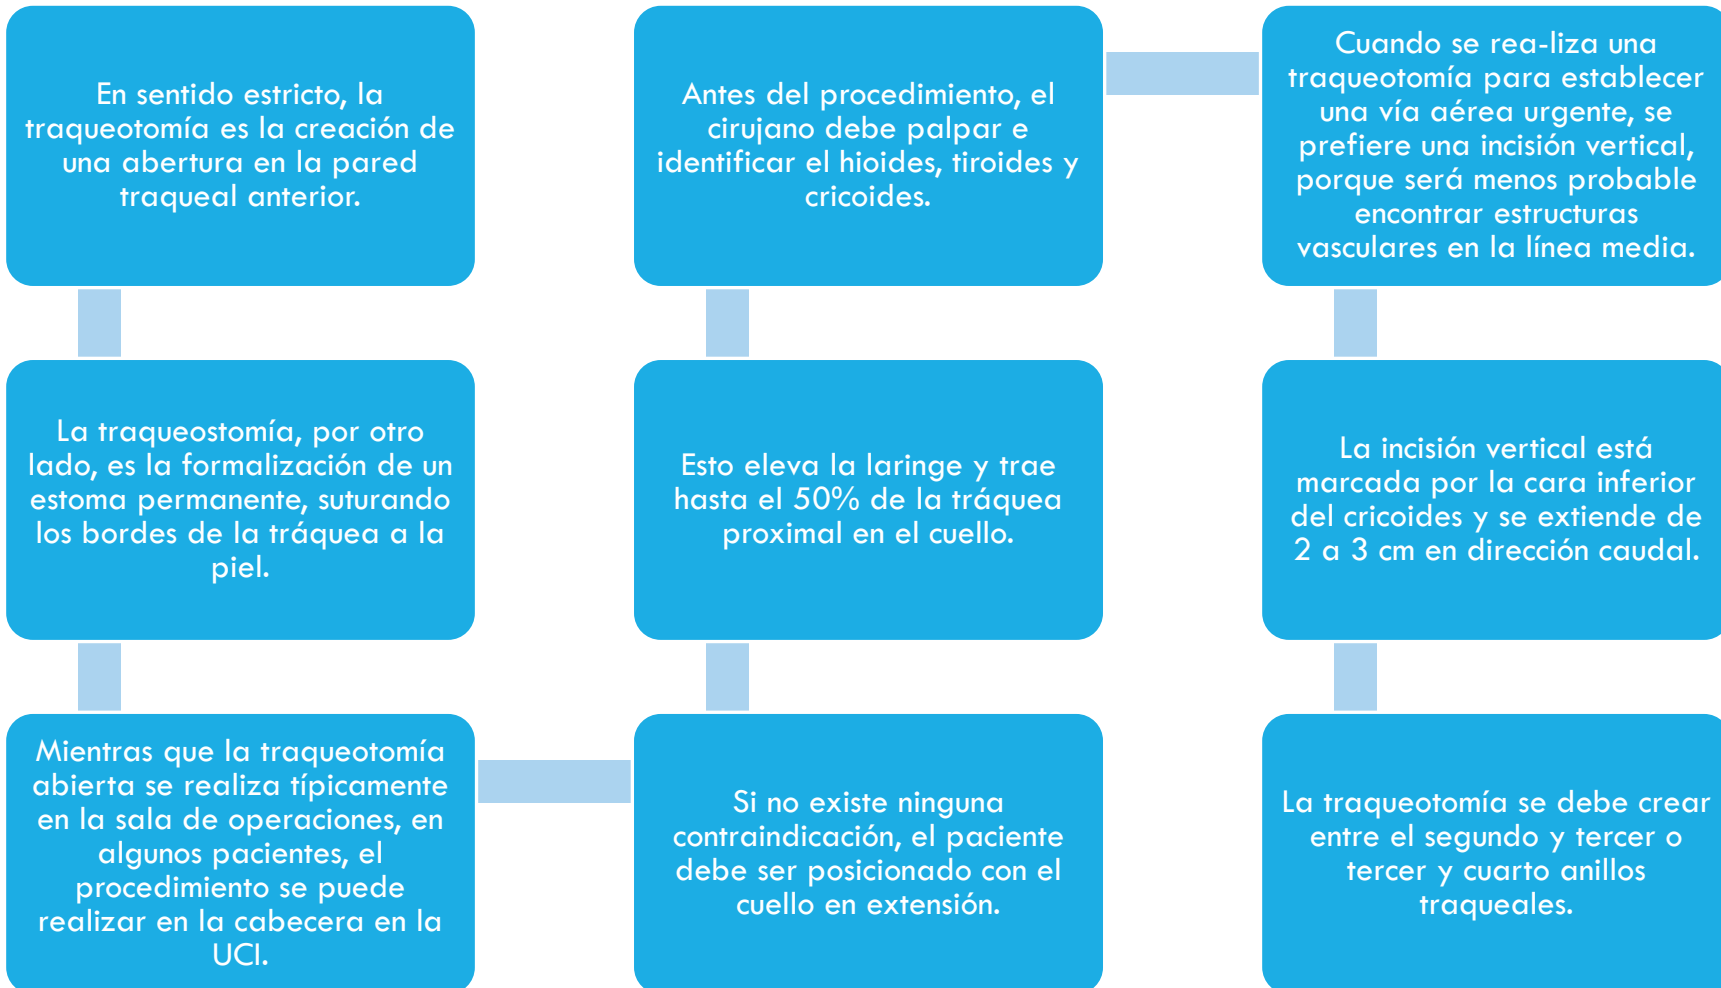 En sentido estricto, la
traqueotomía es la creación de
una abertura en la pared
traqueal anterior.
La traqueostomía, por otro
lado, es la formalización de un
estoma permanente, suturando
los bordes de la tráquea a la
piel.
Mientras que la traqueotomía
abierta se realiza típicamente
en la sala de operaciones, en
algunos pacientes, el
procedimiento se puede
realizar en la cabecera en la
UCI.
Si no existe ninguna
contraindicación, el paciente
debe ser posicionado con el
cuello en extensión.
Esto eleva la laringe y trae
hasta el 50% de la tráquea
proximal en el cuello.
Antes del procedimiento, el
cirujano debe palpar e
identificar el hioides, tiroides y
cricoides.
Cuando se rea-liza una
traqueotomía para establecer
una vía aérea urgente, se
prefiere una incisión vertical,
porque será menos probable
encontrar estructuras
vasculares en la línea media.
La incisión vertical está
marcada por la cara inferior
del cricoides y se extiende de
2 a 3 cm en dirección caudal.
La traqueotomía se debe crear
entre el segundo y tercer o
tercer y cuarto anillos
traqueales.